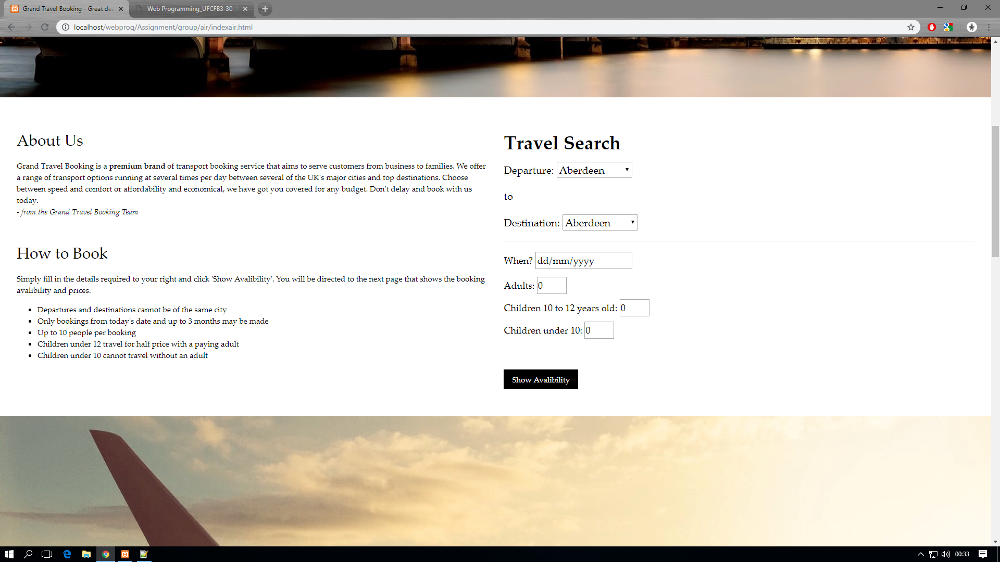 Grand Travel Booking - Great dea
Web Programming_UFCFB3-30-1
localhost/webprog/Assignment/group/air/indexair.html
About Us
Grand Travel Booking is a premium brand of transport booking service that aims to serve customers from business to families. We offer
a range of transport options running at several times per day between several of the UK's major cities and top destinations. Choose
between speed and comfort or affordability and economical, we have got you covered for any budget. Don't delay and book with us
today.
- from the Grand Travel Booking Team
How to Book
Simply fill in the details required to your right and click 'Show Avalibility'. You will be directed to the next page that shows the booking
avalibility and prices.
• Departures and destinations cannot be of the same city
• Only bookings from today's date and up to 3 months may be made
• Up to 10 people per booking
• Children under 12 travel for half price with a paying adult
• Children under 10 cannot travel without an adult
Travel Search
Departure: Aberdeen
to
Destination: Aberdeen
When? dd/mm/yyyy
Adults: 0
Children 10 to 12 years old: 0
Children under 10: 0
Show Avalibility
00:33